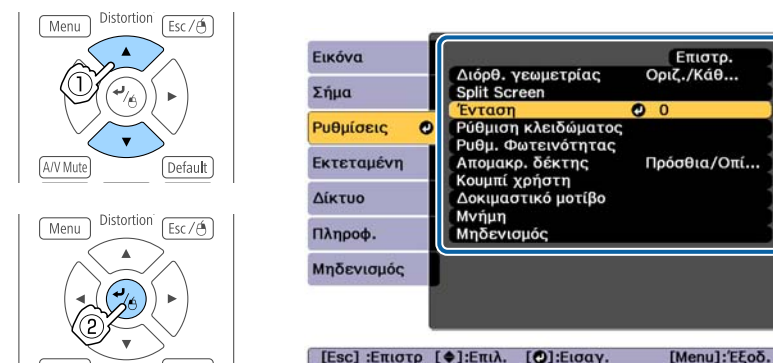 Menu Distortion Esc/
①
A/V Mute Default
Menu Distortion Esc/
②
Εικόνα
Σήμα
Ρυθμίσεις
Εκτεταμένη
Δίκτυο
Πληροφ.
Μηδενισμός
Επιστρ.
Διόρθ. γεωμετρίας Οριζ./Κάθ...
Split Screen
Ένταση 0
Ρύθμιση κλειδώματος
Ρυθμ. Φωτεινότητας
Απομακρ. δέκτης Πρόσθια/Οπί...
Κουμπί χρήστη
Δοκιμαστικό μοτίβο
Μνήμη
Μηδενισμός
[Esc] :Επιστρ [◆]:Επιλ. [ ]:Εισαγ. [Menu]:Έξοδ